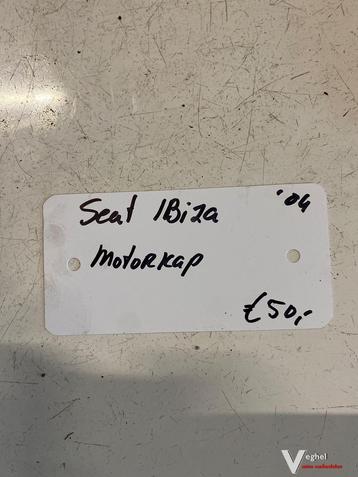 Seat IBiza '04
Motorkap
€50,-
Veghel